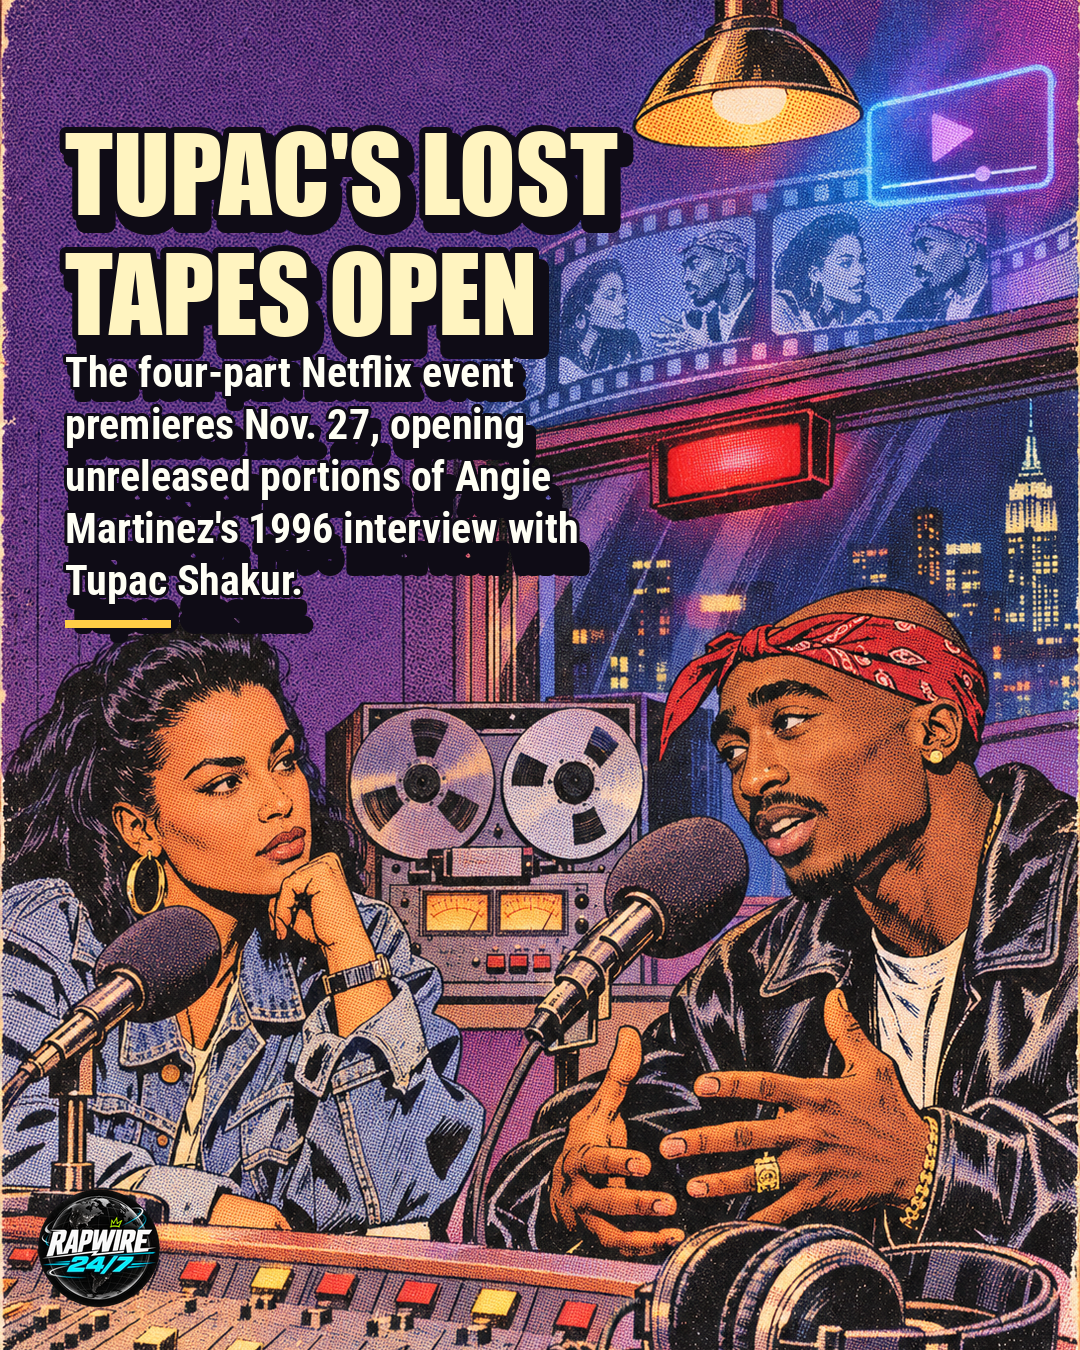 TUPAC'S LOST
TAPES OPEN
The four-part Netflix event
premieres Nov. 27, opening
unreleased portions of Angie
Martinez's 1996 interview with
Tupac Shakur.
RAPWIRE
24/7